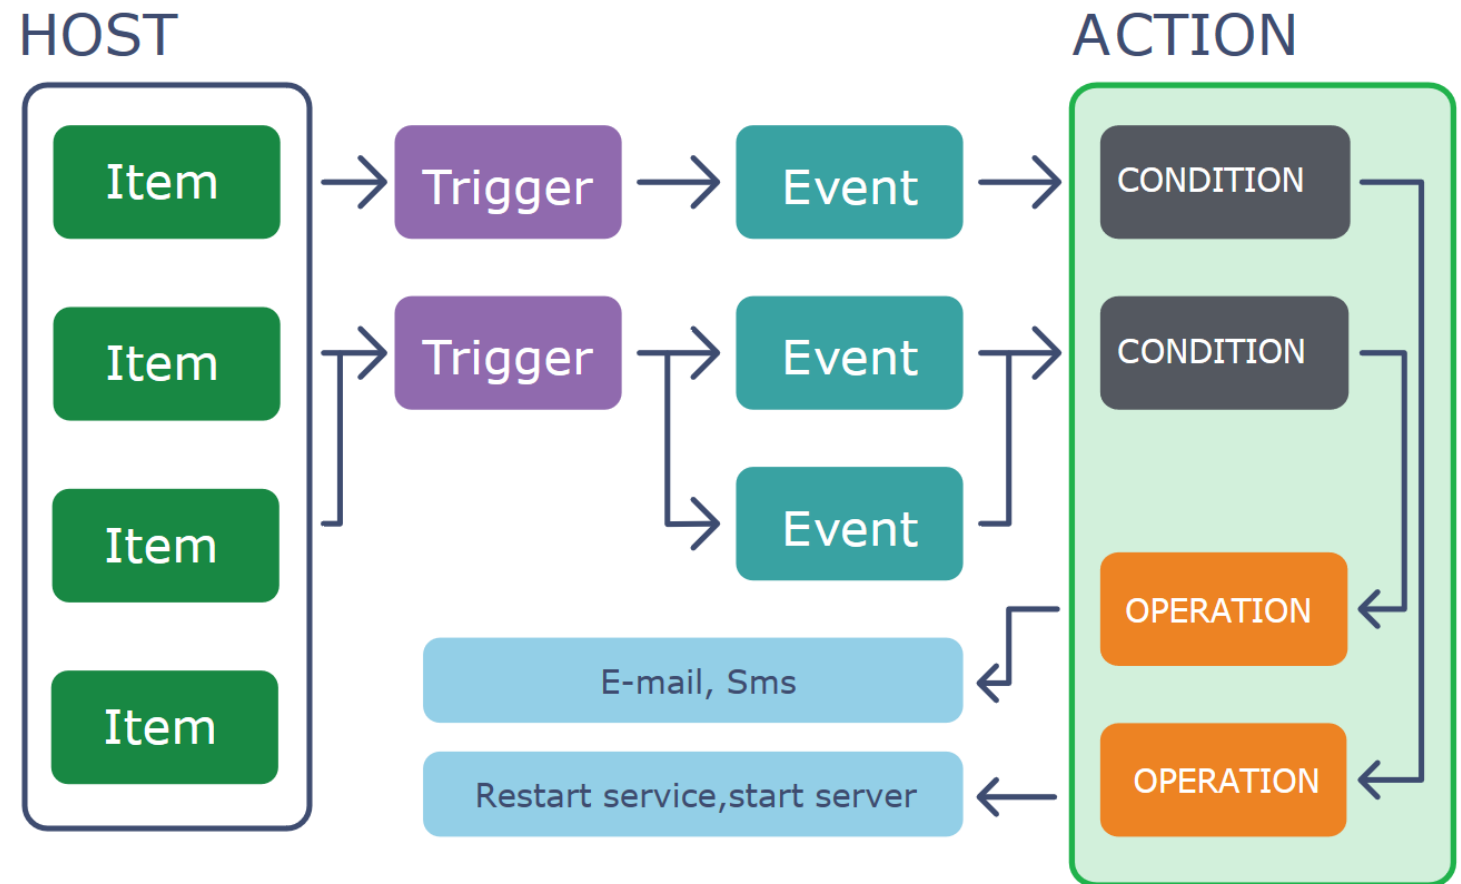 HOST
ACTION
Item
Trigger
Event
CONDITION
Item
Trigger
Event
CONDITION
Item
Event
OPERATION
E-mail, Sms
Item
Restart service,start server
OPERATION